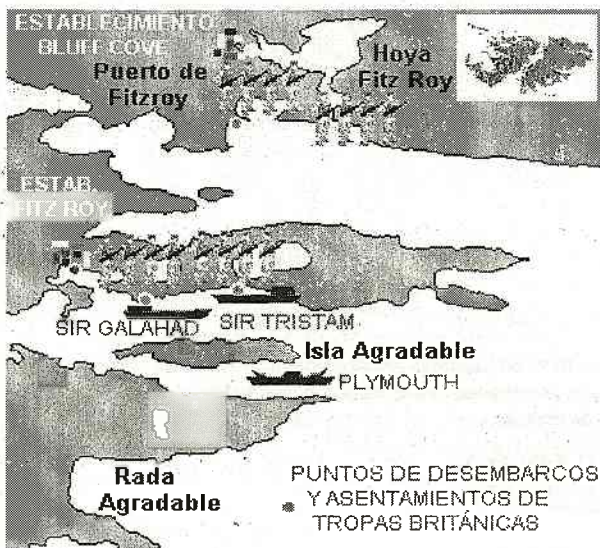 ESTABLECIMIENTO
BLUFF COVE
Puerto de
Fitzroy
Hoya
Fitz Roy
ESTAB.
FITZ ROY
SIR GALAHAD
SIR TRISTAM
Isla Agradable
PLYMOUTH
Rada
Agradable
PUNTOS DE DESEMBARCOS
Y ASENTAMIENTOS DE
TROPAS BRITÁNICAS